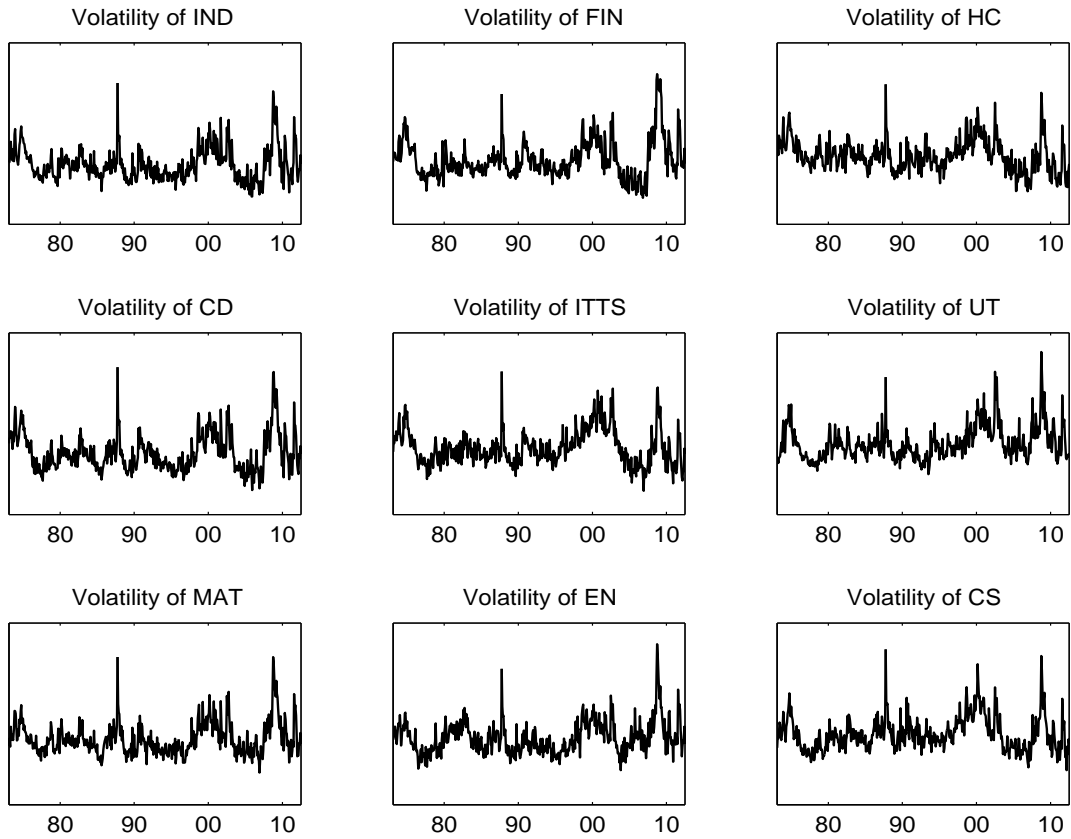 Volatility of IND Volatility of FIN Volatility of HC
80 90 00 10 80 90 00 10 80 90 00 10
Volatility of CD Volatility of ITTS Volatility of UT
80 90 00 10 80 90 00 10 80 90 00 10
Volatility of MAT Volatility of EN Volatility of CS
80 90 00 10 80 90 00 10 80 90 00 10